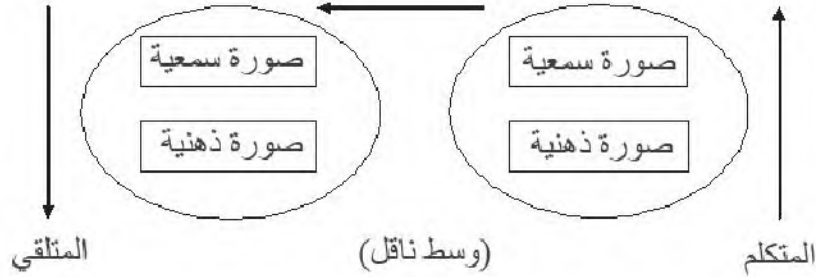 صورة سمعية صورة سمعية
صورة ذهنية صورة ذهنية
المتكلم (وسط ناقل) المتلقي